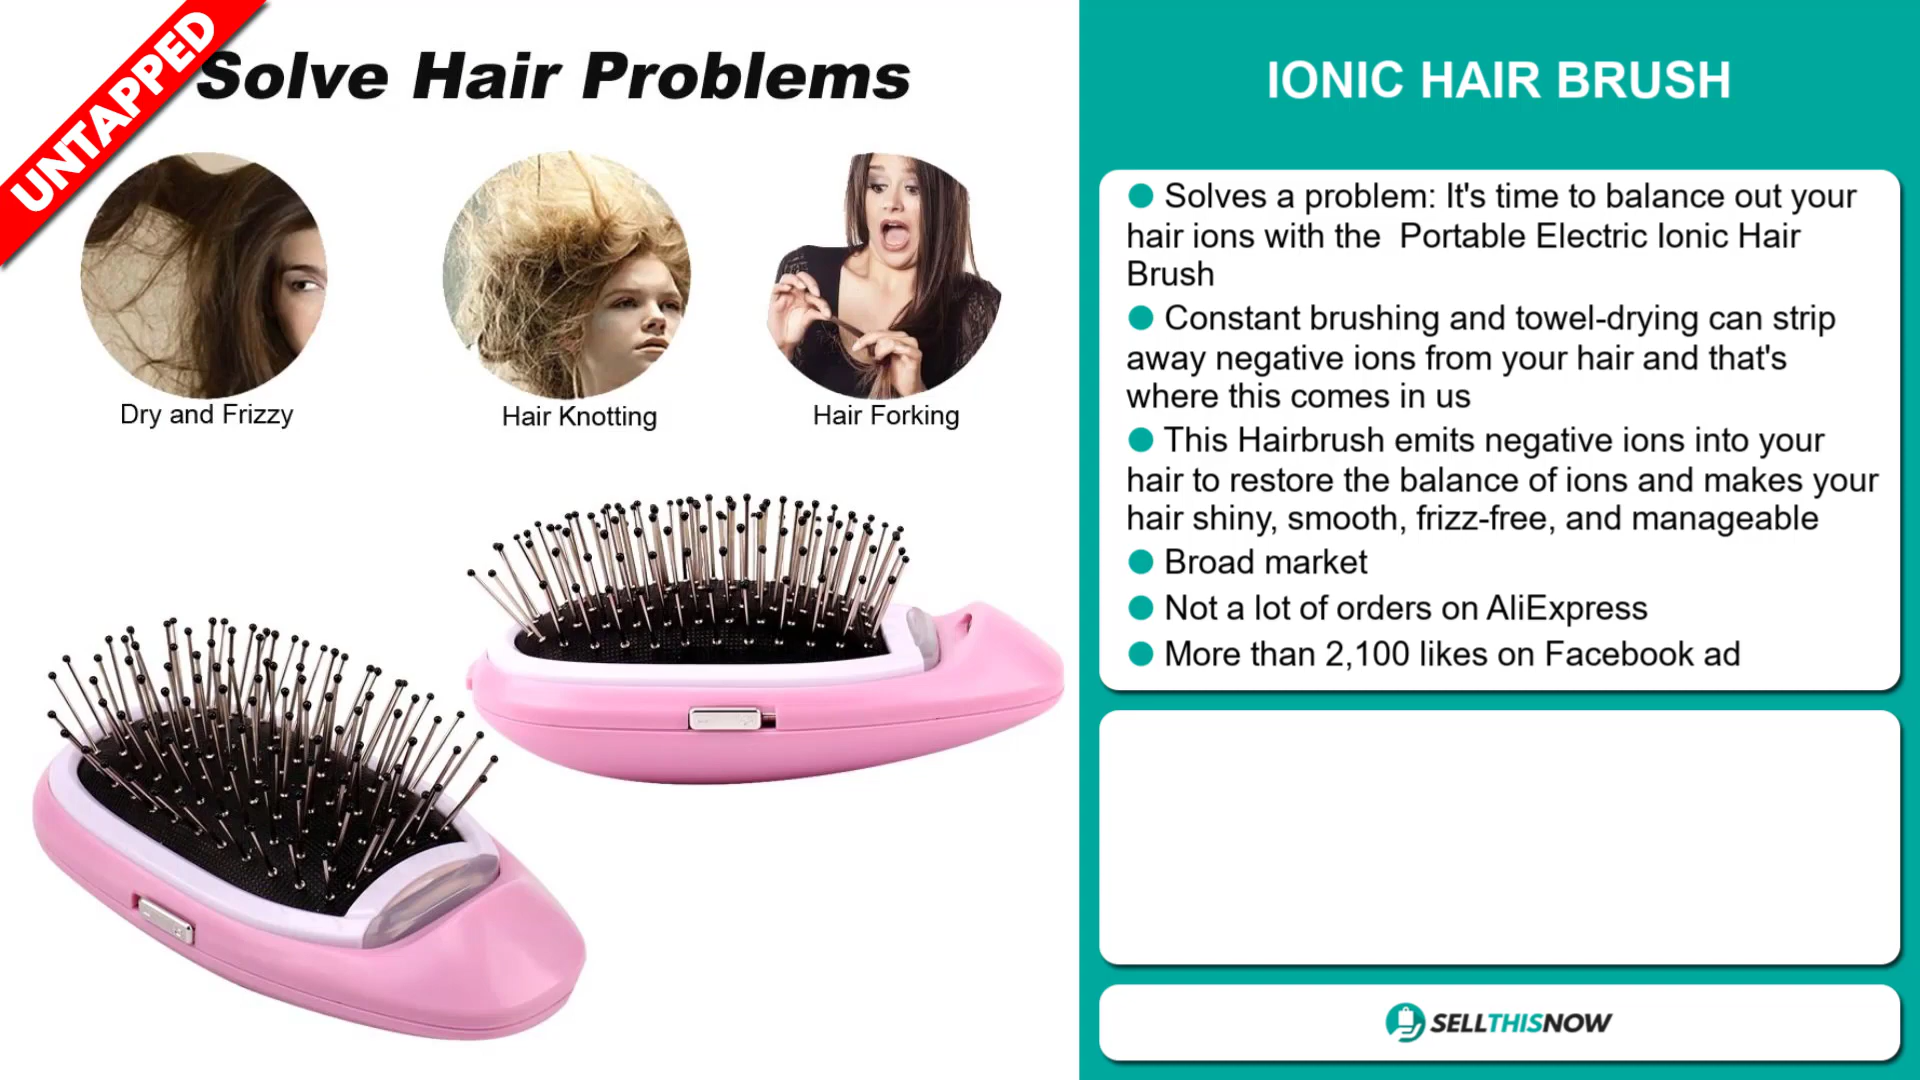 UNTAPPED
Solve Hair Problems
Dry and Frizzy
Hair Knotting
Hair Forking
IONIC HAIR BRUSH
● Solves a problem: It's time to balance out your
hair ions with the  Portable Electric Ionic Hair
Brush
● Constant brushing and towel-drying can strip
away negative ions from your hair and that's
where this comes in us
● This Hairbrush emits negative ions into your
hair to restore the balance of ions and makes your
hair shiny, smooth, frizz-free, and manageable
● Broad market
● Not a lot of orders on AliExpress
● More than 2,100 likes on Facebook ad
SELLTHISNOW